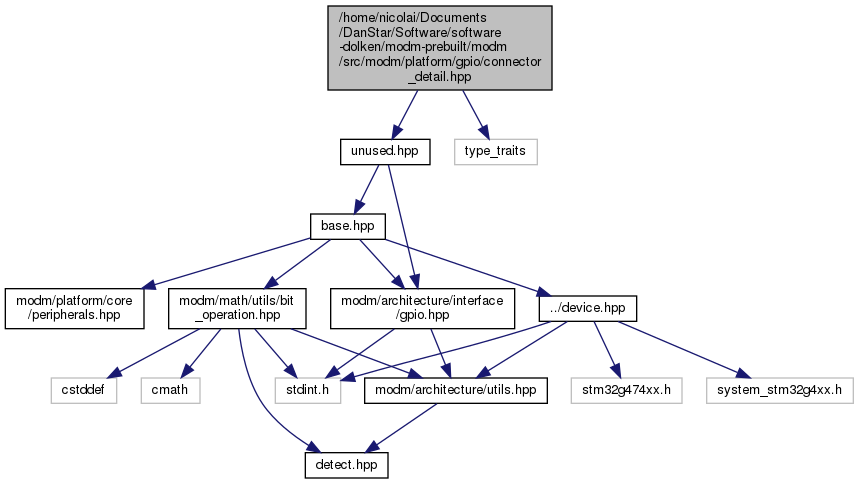 /home/nicolai/Documents
/DanStar/Software/software
-dolken/modm-prebuilt/modm
/src/modm/platform/gpio/connector
_detail.hpp
unused.hpp
type_traits
base.hpp
modm/platform/core
/peripherals.hpp
modm/math/utils/bit
_operation.hpp
modm/architecture/interface
/gpio.hpp
../device.hpp
cstddef
cmath
stdint.h
modm/architecture/utils.hpp
stm32g474xx.h
system_stm32g4xx.h
detect.hpp